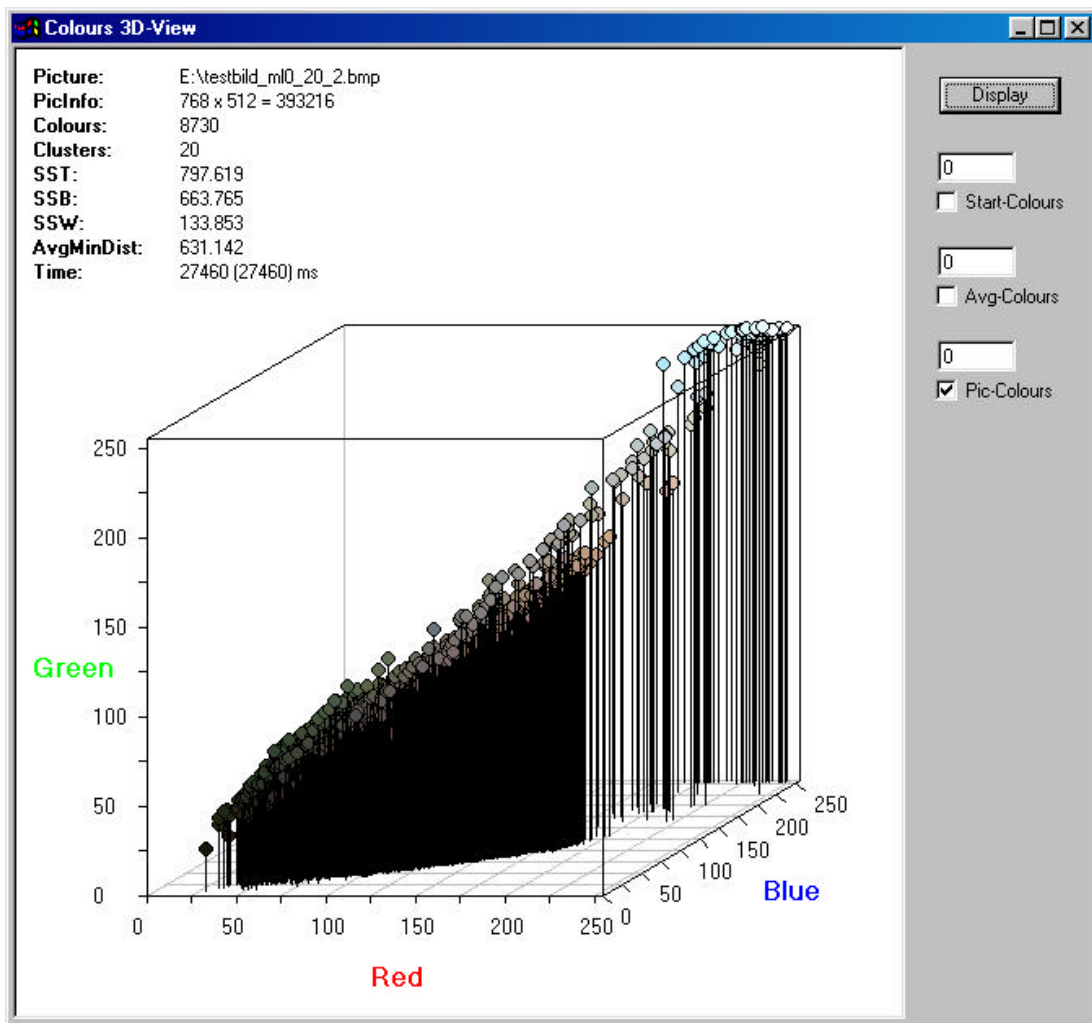 Colours 3D-View
Picture: E:\testbild_ml0_20_2.bmp
PicInfo: 768 x 512 = 393216
Colours: 8730
Clusters: 20
SST: 797.619
SSB: 663.765
SSW: 133.853
AvgMinDist: 631.142
Time: 27460 (27460) ms
Display
0
Start-Colours
0
Avg-Colours
0
Pic-Colours
250
200
150
Green
100
50
0
0 50 100 150 200 250
Red
0 50 100 150 200 250
Blue